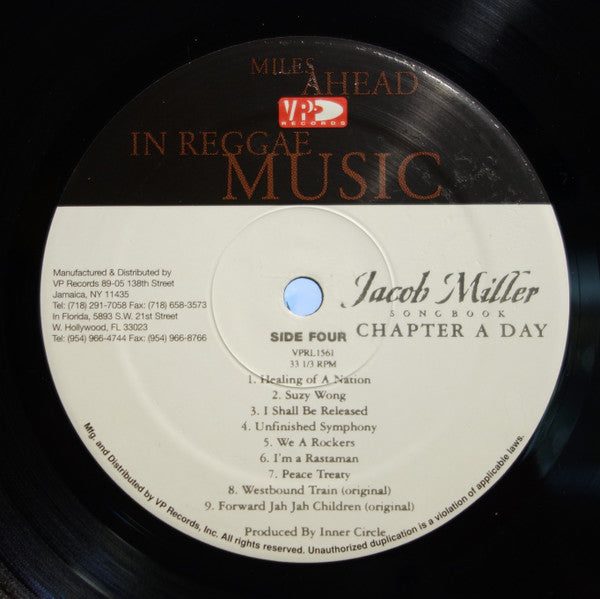 MILES
AHEAD
VP
RECORDS
IN REGGAE
MUSIC
Manufactured & Distributed by
VP Records 89-05 138th Street
Jamaica, NY 11435
Tel: (718) 291-7058 Fax: (718) 658-3573
In Florida, 5893 S.W. 21st Street
W. Hollywood, FL 33023
Tel: (954) 966-4744 Fax: (954) 966-8766
Jacob Miller
SONGBOOK
CHAPTER A DAY
SIDE FOUR
VPRL1561
33 1/3 RPM
1. Healing of A Nation
2. Suzy Wong
3. I Shall Be Released
4. Unfinished Symphony
5. We A Rockers
6. I'm a Rastaman
7. Peace Treaty
8. Westbound Train (original)
9. Forward Jah Jah Children (original)
Produced By Inner Circle
Mfg. and Distributed by VP Records, Inc. All rights reserved. Unauthorized duplication is a violation of applicable laws.